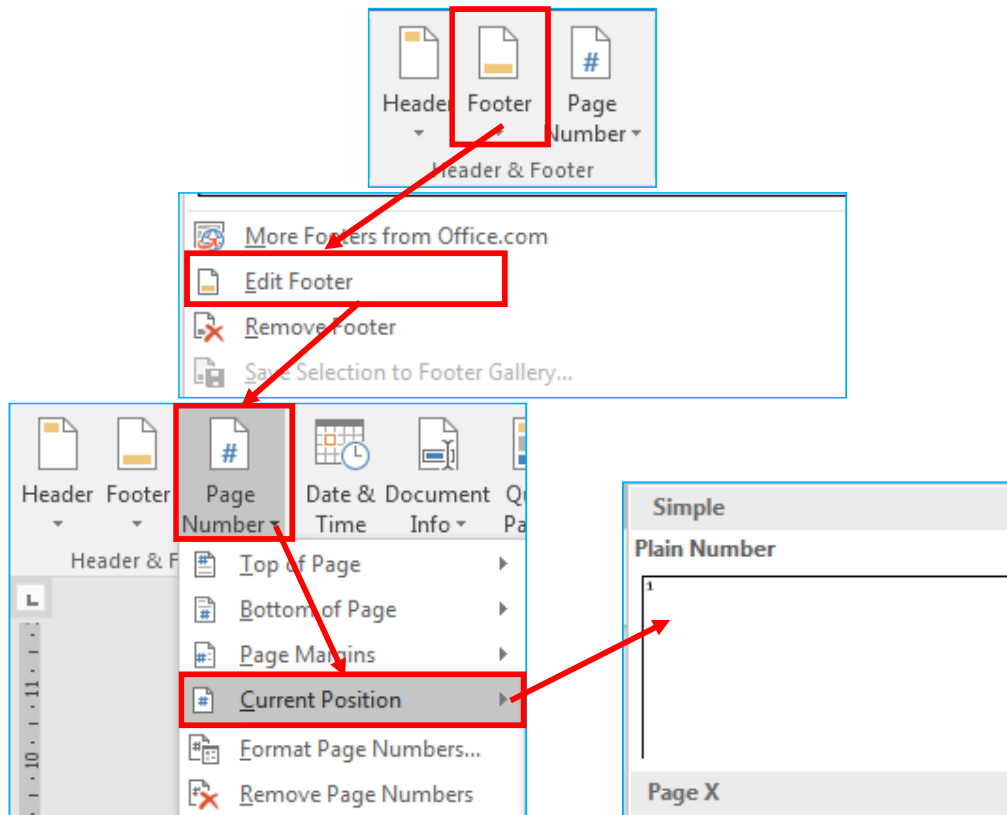 Header Footer Page
Number
Header & Footer
More Footers from Office.com
Edit Footer
Remove Footer
Save Selection to Footer Gallery...
Header Footer Page Date & Document
Number Time Info
Header & F
Top of Page
Bottom of Page
Page Margins
Current Position
Format Page Numbers...
Remove Page Numbers
11
10
Simple
Plain Number
1
Page X